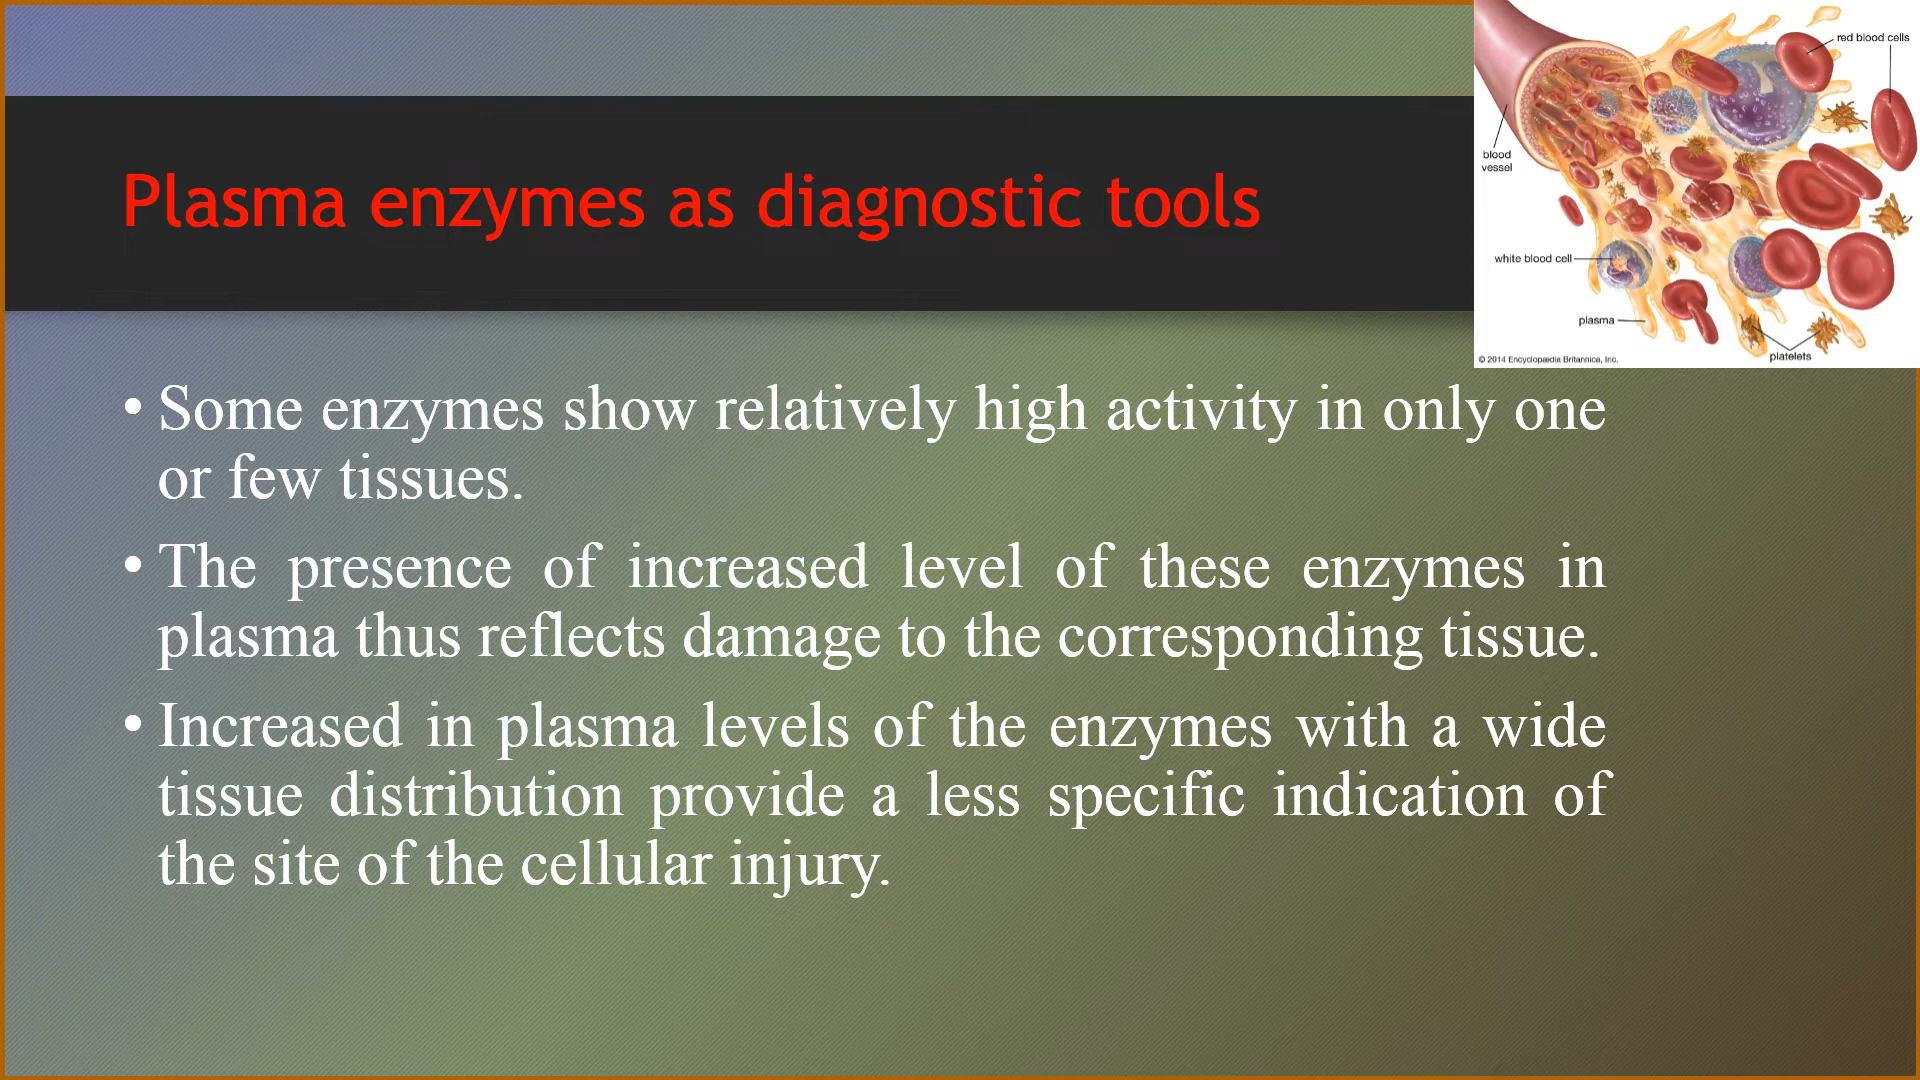 Plasma enzymes as diagnostic tools
red blood cells
blood
vessel
white blood cell
plasma
platelets
© 2014 Encyclopædia Britannica, Inc.
• Some enzymes show relatively high activity in only one
or few tissues.
• The presence of increased level of these enzymes in
plasma thus reflects damage to the corresponding tissue.
• Increased in plasma levels of the enzymes with a wide
tissue distribution provide a less specific indication of
the site of the cellular injury.